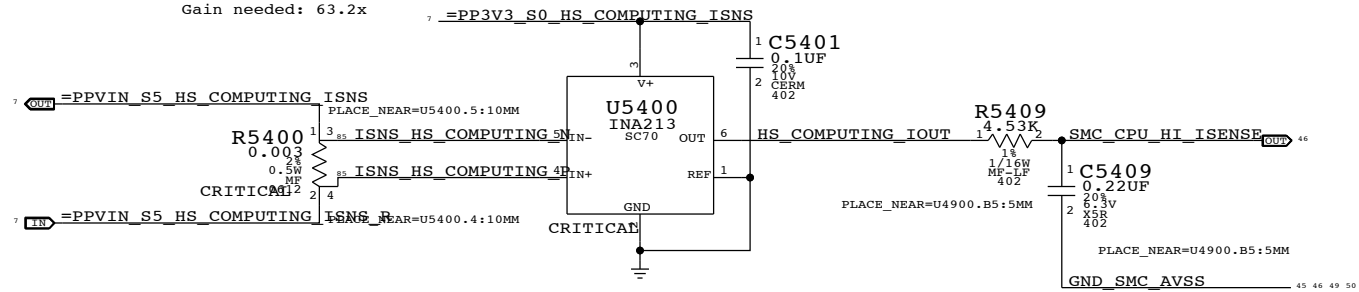 Gain needed: 63.2x
7 =PP3V3_S0_HS_COMPUTING_ISNS
1 C5401
0.1UF
20%
10V
2 CERM
402
3
V+
7 OUT =PPVIN_S5_HS_COMPUTING_ISNS
PLACE_NEAR=U5400.5:10MM
U5400
INA213
SC70
R5400 1 3
0.003
2%
0.5W
MF
CRITICAL
2 4
85 ISNS_HS_COMPUTING_N 5 IN-
85 ISNS_HS_COMPUTING_P 4 IN+
OUT 6 HS_COMPUTING_IOUT
REF 1
GND
2
CRITICAL
7 IN =PPVIN_S5_HS_COMPUTING_ISNS_R
PLACE_NEAR=U5400.4:10MM
R5409
4.53K
1 2
1%
1/16W
MF-LF
402
SMC_CPU_HI_ISENSE OUT 46
1 C5409
0.22UF
20%
6.3V
2 X5R
402
PLACE_NEAR=U4900.B5:5MM
PLACE_NEAR=U4900.B5:5MM
GND_SMC_AVSS 45 46 49 50